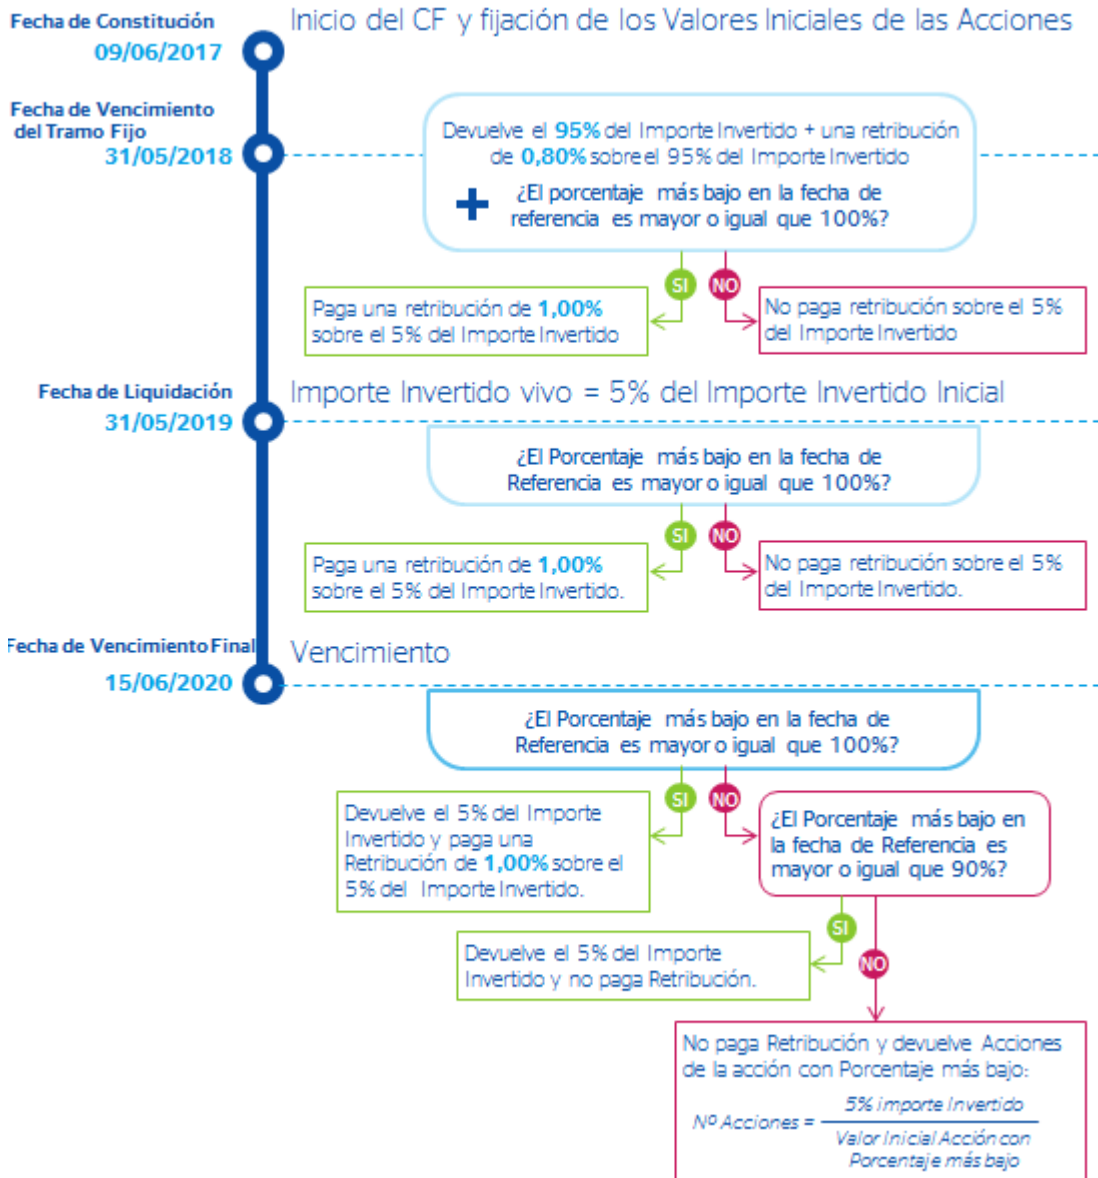 Fecha de Constitución
09/06/2017
Inicio del CF y fijación de los Valores Iniciales de las Acciones
Fecha de Vencimiento
del Tramo Fijo
31/05/2018
Devuelve el 95% del Importe Invertido + una retribución
de 0,80% sobre el 95% del Importe Invertido
+
¿El porcentaje más bajo en la fecha de
referencia es mayor o igual que 100%?
SI
NO
Paga una retribución de 1,00%
sobre el 5% del Importe Invertido
No paga retribución sobre el 5%
del Importe Invertido
Fecha de Liquidación
31/05/2019
Importe Invertido vivo = 5% del Importe Invertido Inicial
¿El Porcentaje más bajo en la fecha de
Referencia es mayor o igual que 100%?
SI
NO
Paga una retribución de 1,00%
sobre el 5% del Importe Invertido.
No paga retribución sobre el 5%
del Importe Invertido.
Fecha de Vencimiento Final
15/06/2020
Vencimiento
¿El Porcentaje más bajo en la fecha de
Referencia es mayor o igual que 100%?
SI
NO
Devuelve el 5% del Importe
Invertido y paga una
Retribución de 1,00% sobre el
5% del Importe Invertido.
¿El Porcentaje más bajo en
la fecha de Referencia es
mayor o igual que 90%?
SI
NO
Devuelve el 5% del Importe
Invertido y no paga Retribución.
No paga Retribución y devuelve Acciones
de la acción con Porcentaje más bajo:
Nº Acciones =
5% importe Invertido
Valor Inicial Acción con
Porcentaje más bajo